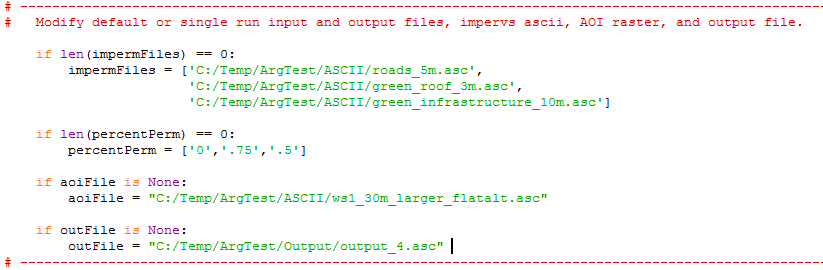 # ------------------------------------------------------------------------------------------------------
#   Modify default or single run input and output files, impervs ascii, AOI raster, and output file.
    if len(impermFiles) == 0:
        impermFiles = ['C:/Temp/ArgTest/ASCII/roads_5m.asc',
                       'C:/Temp/ArgTest/ASCII/green_roof_3m.asc',
                       'C:/Temp/ArgTest/ASCII/green_infrastructure_10m.asc']
    if len(percentPerm) == 0:
        percentPerm = ['0','.75','.5']
    if aoiFile is None:
        aoiFile = "C:/Temp/ArgTest/ASCII/ws1_30m_larger_flatalt.asc"
    if outFile is None:
        outFile = "C:/Temp/ArgTest/Output/output_4.asc"
# ------------------------------------------------------------------------------------------------------